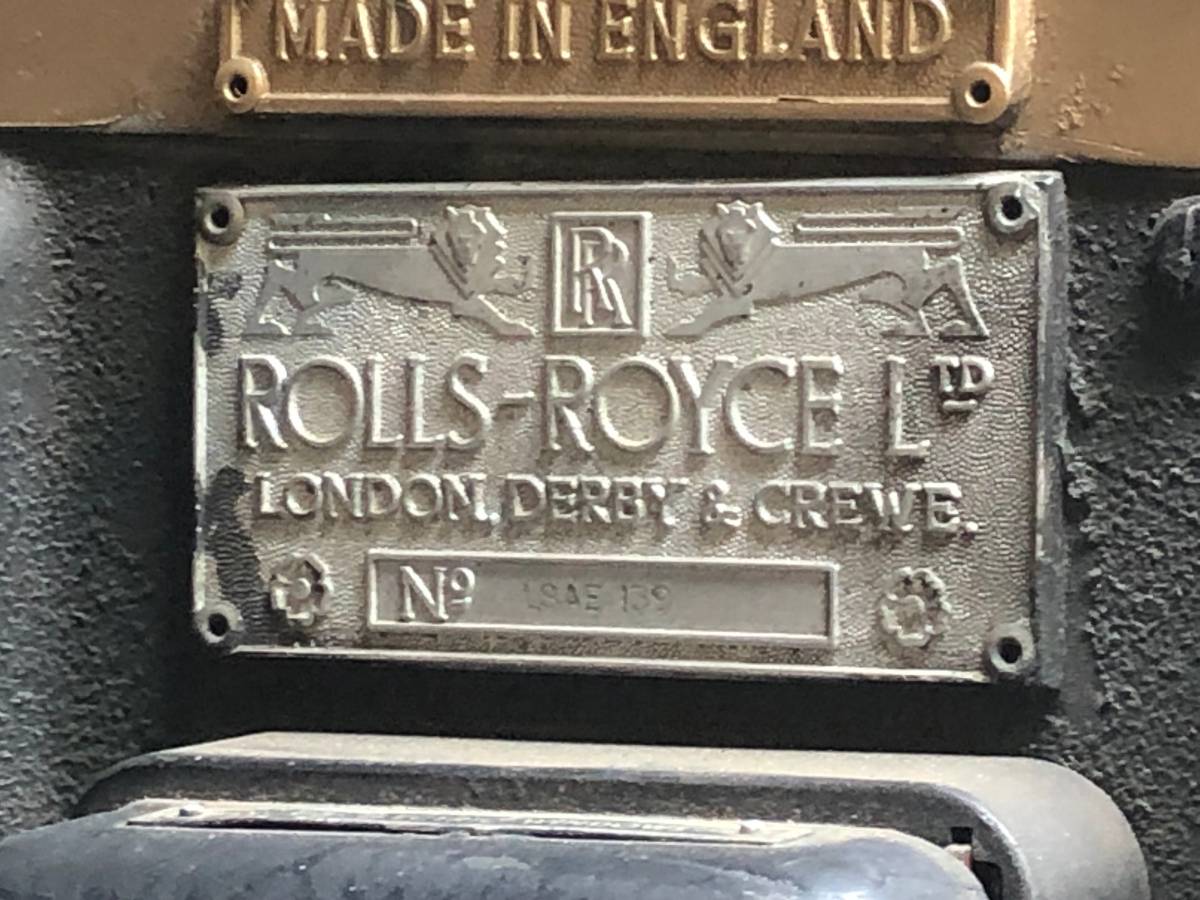 MADE IN ENGLAND
RR
ROLLS-ROYCE LTD
LONDON, DERBY & CREWE.
Nº LSAE 139